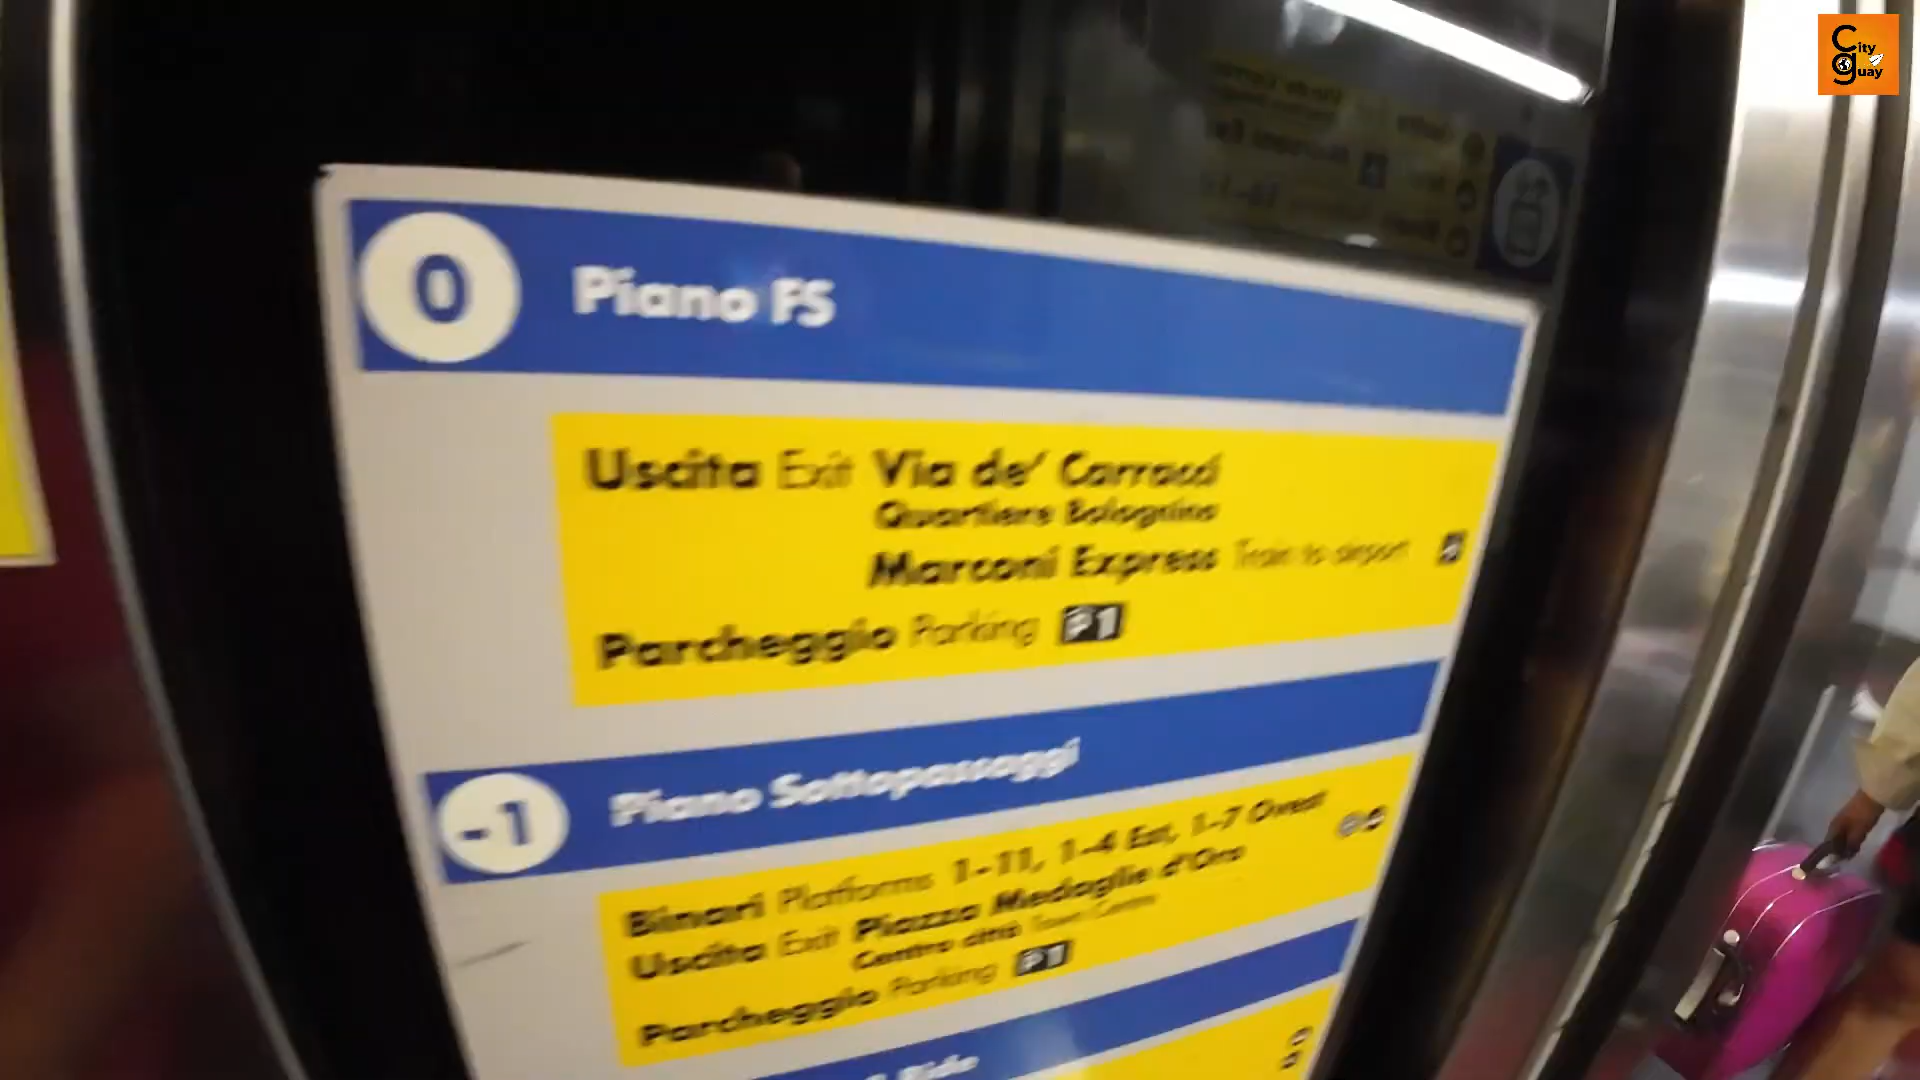 City
guay
0 Piano FS
Uscita Exit Via de' Carracci
Quartiere Bolognina
Marconi Express Train to airport
Parcheggio Parking P1
-1 Piano Sottopassaggi
Binari Platforms 1-11, 1-4 Est, 1-7 Ovest
Uscita Exit Piazza Medaglie d'Oro
Centro città Town Centre
Parcheggio Parking P1
Ride